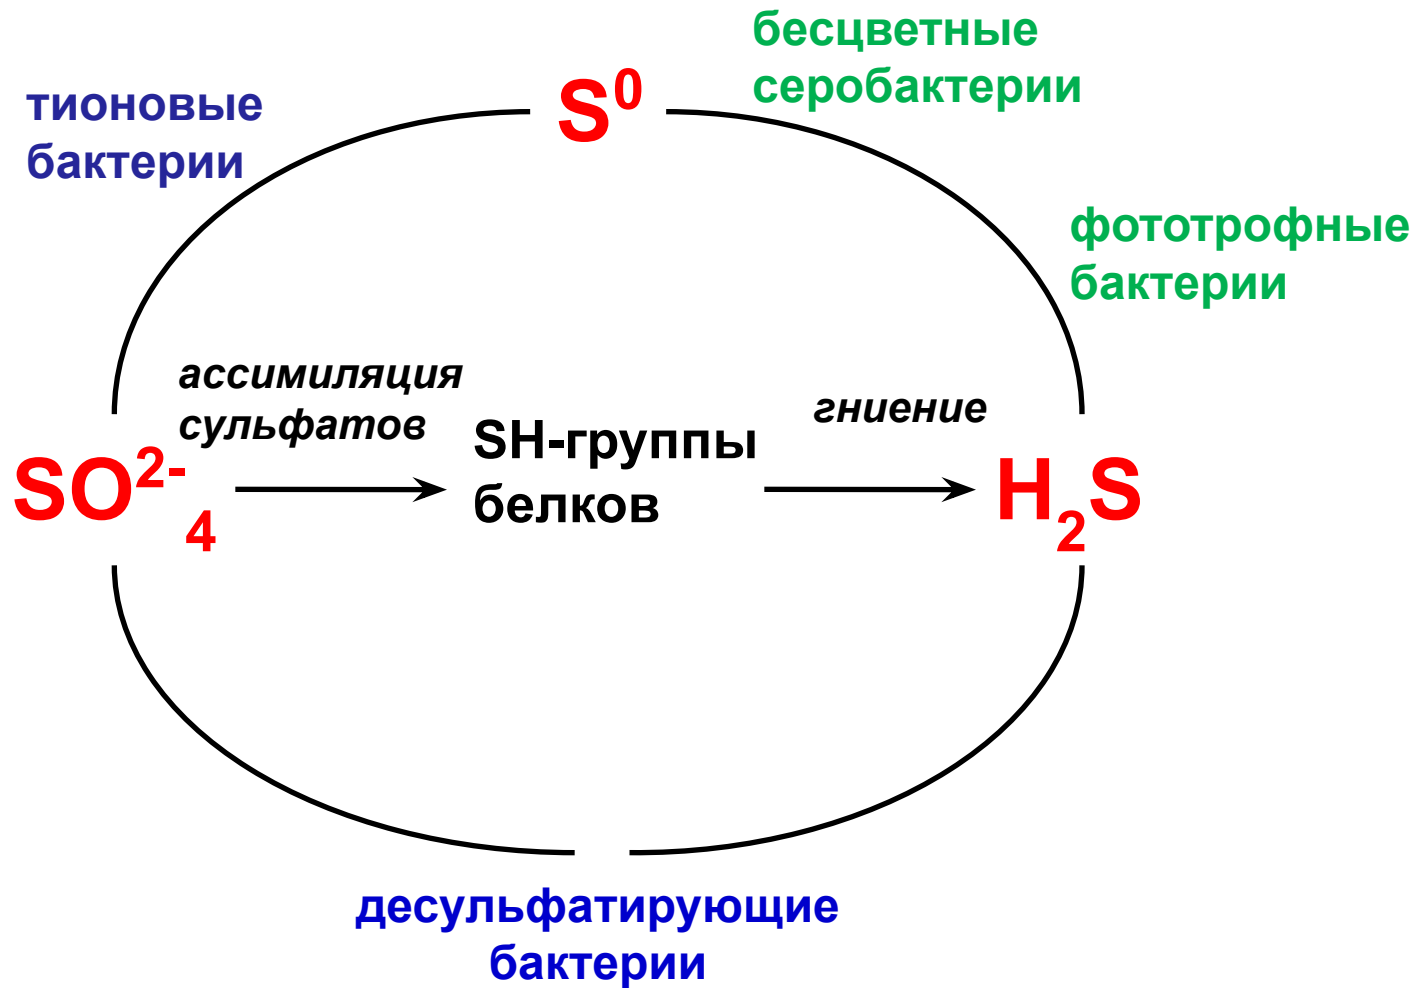 бесцветные
серобактерии
S⁰
тионовые
бактерии
фототрофные
бактерии
ассимиляция
сульфатов
гниение
SO²⁻₄
SH-группы
белков
H₂S
десульфатирующие
бактерии